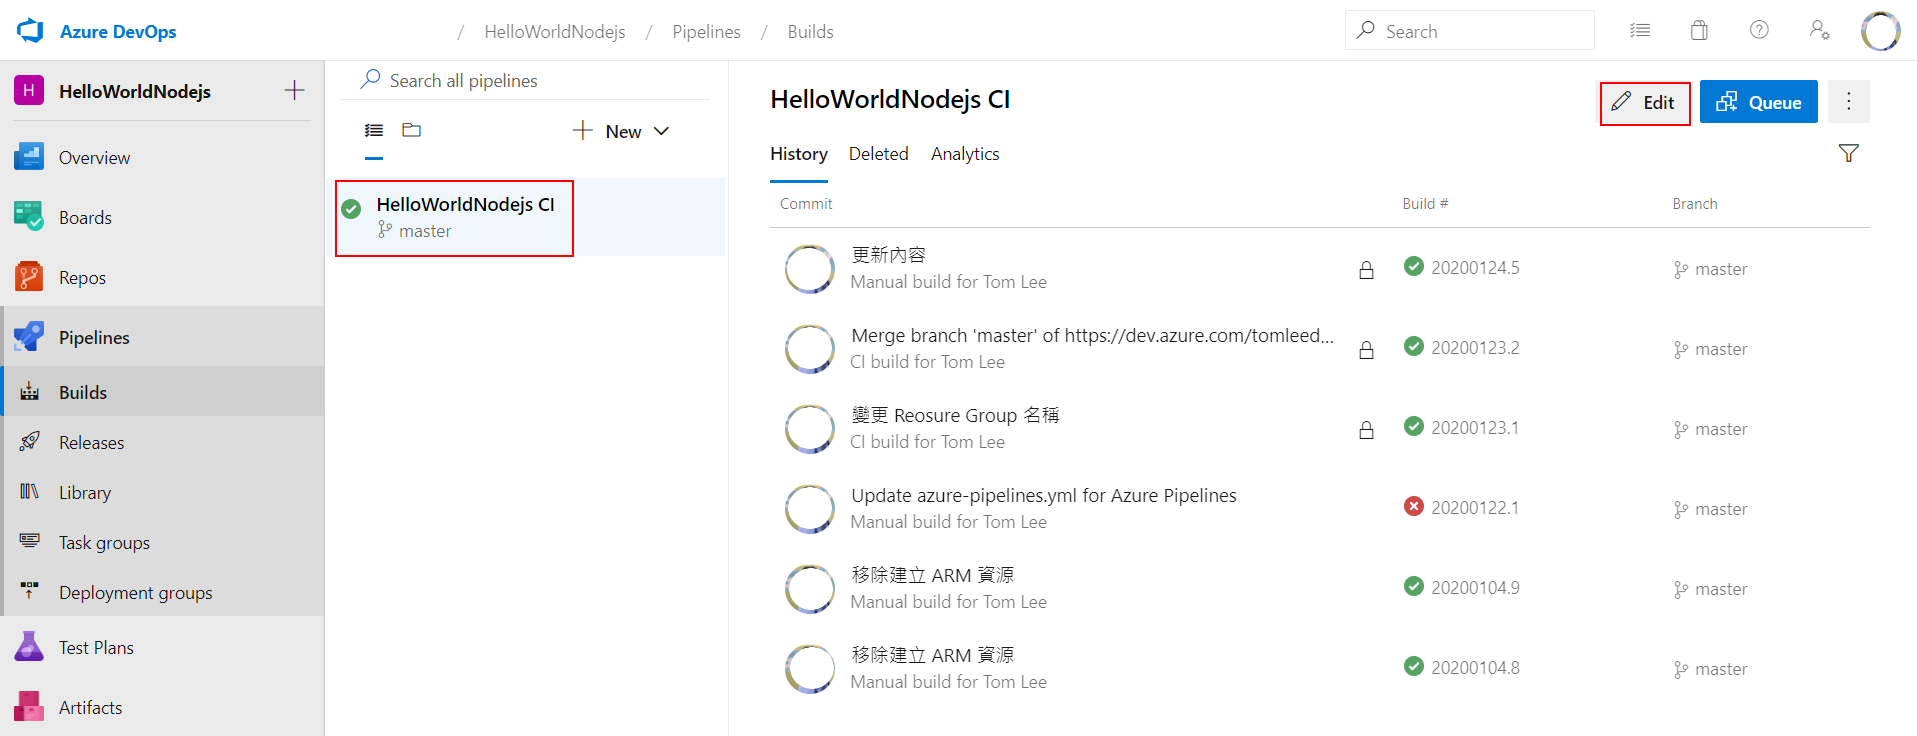 Azure DevOps
/ HelloWorldNodejs / Pipelines / Builds
Search
H HelloWorldNodejs
Overview
Boards
Repos
Pipelines
Builds
Releases
Library
Task groups
Deployment groups
Test Plans
Artifacts
Search all pipelines
New
HelloWorldNodejs CI
master
HelloWorldNodejs CI
Edit
Queue
History Deleted Analytics
Commit Build # Branch
更新內容
Manual build for Tom Lee
20200124.5 master
Merge branch 'master' of https://dev.azure.com/tomleed...
CI build for Tom Lee
20200123.2 master
變更 Reosure Group 名稱
CI build for Tom Lee
20200123.1 master
Update azure-pipelines.yml for Azure Pipelines
Manual build for Tom Lee
20200122.1 master
移除建立 ARM 資源
Manual build for Tom Lee
20200104.9 master
移除建立 ARM 資源
Manual build for Tom Lee
20200104.8 master